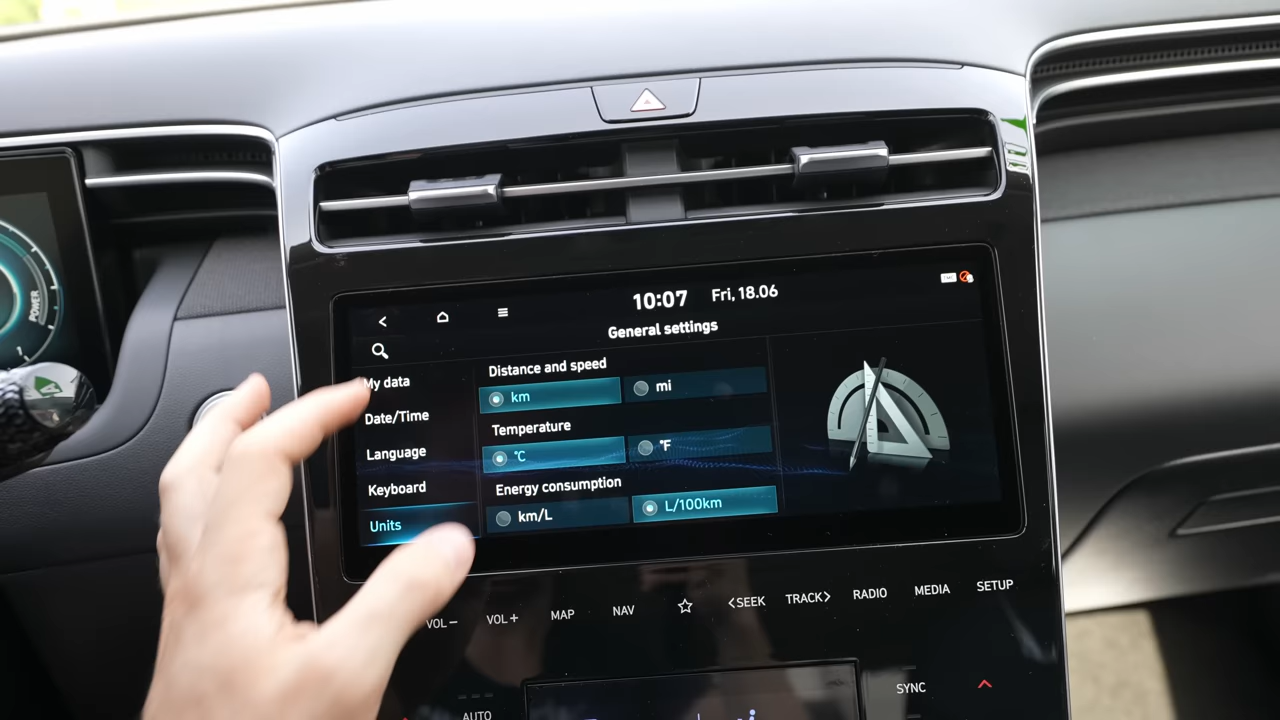 10:07 Fri, 18.06
General settings
My data
Date/Time
Language
Keyboard
Units
Distance and speed
km mi
Temperature
°C °F
Energy consumption
km/L L/100km
POWER
VOL− VOL+ MAP NAV ☆ <SEEK TRACK> RADIO MEDIA SETUP
AUTO
SYNC